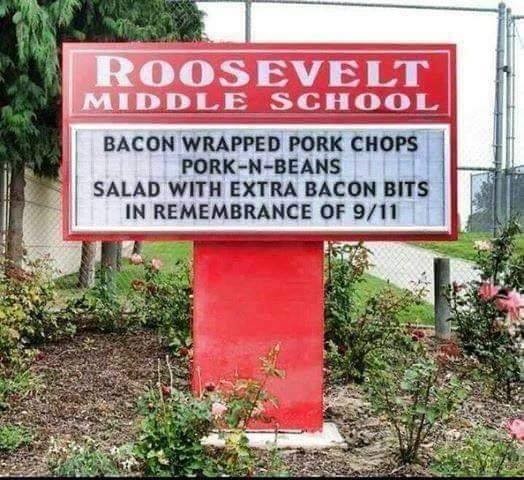 ROOSEVELT
MIDDLE SCHOOL
BACON WRAPPED PORK CHOPS
PORK-N-BEANS
SALAD WITH EXTRA BACON BITS
IN REMEMBRANCE OF 9/11